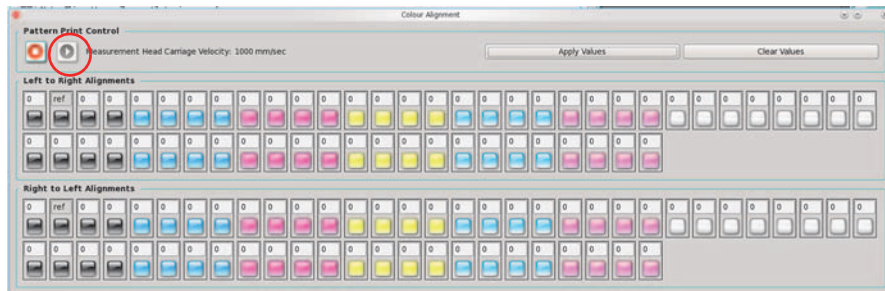 Colour Alignment
Pattern Print Control
Measurement Head Carriage Velocity: 1000 mm/sec Apply Values Clear Values
Left to Right Alignments
0 ref 0 0 0 0 0 0 0 0 0 0 0 0 0 0 0 0 0 0 0 0 0 0 0 0 0 0 0 0 0 0
0 0 0 0 0 0 0 0 0 0 0 0 0 0 0 0 0 0 0 0 0 0 0 0
Right to Left Alignments
0 ref 0 0 0 0 0 0 0 0 0 0 0 0 0 0 0 0 0 0 0 0 0 0 0 0 0 0 0 0 0 0
0 0 0 0 0 0 0 0 0 0 0 0 0 0 0 0 0 0 0 0 0 0 0 0